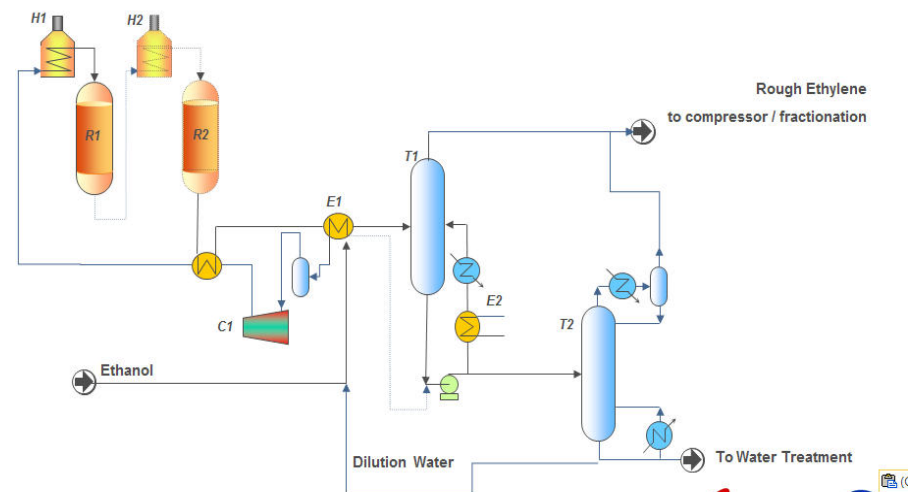 H1
H2
Rough Ethylene
to compressor / fractionation
R1
R2
T1
E1
E2
T2
C1
Ethanol
Dilution Water
To Water Treatment
(C